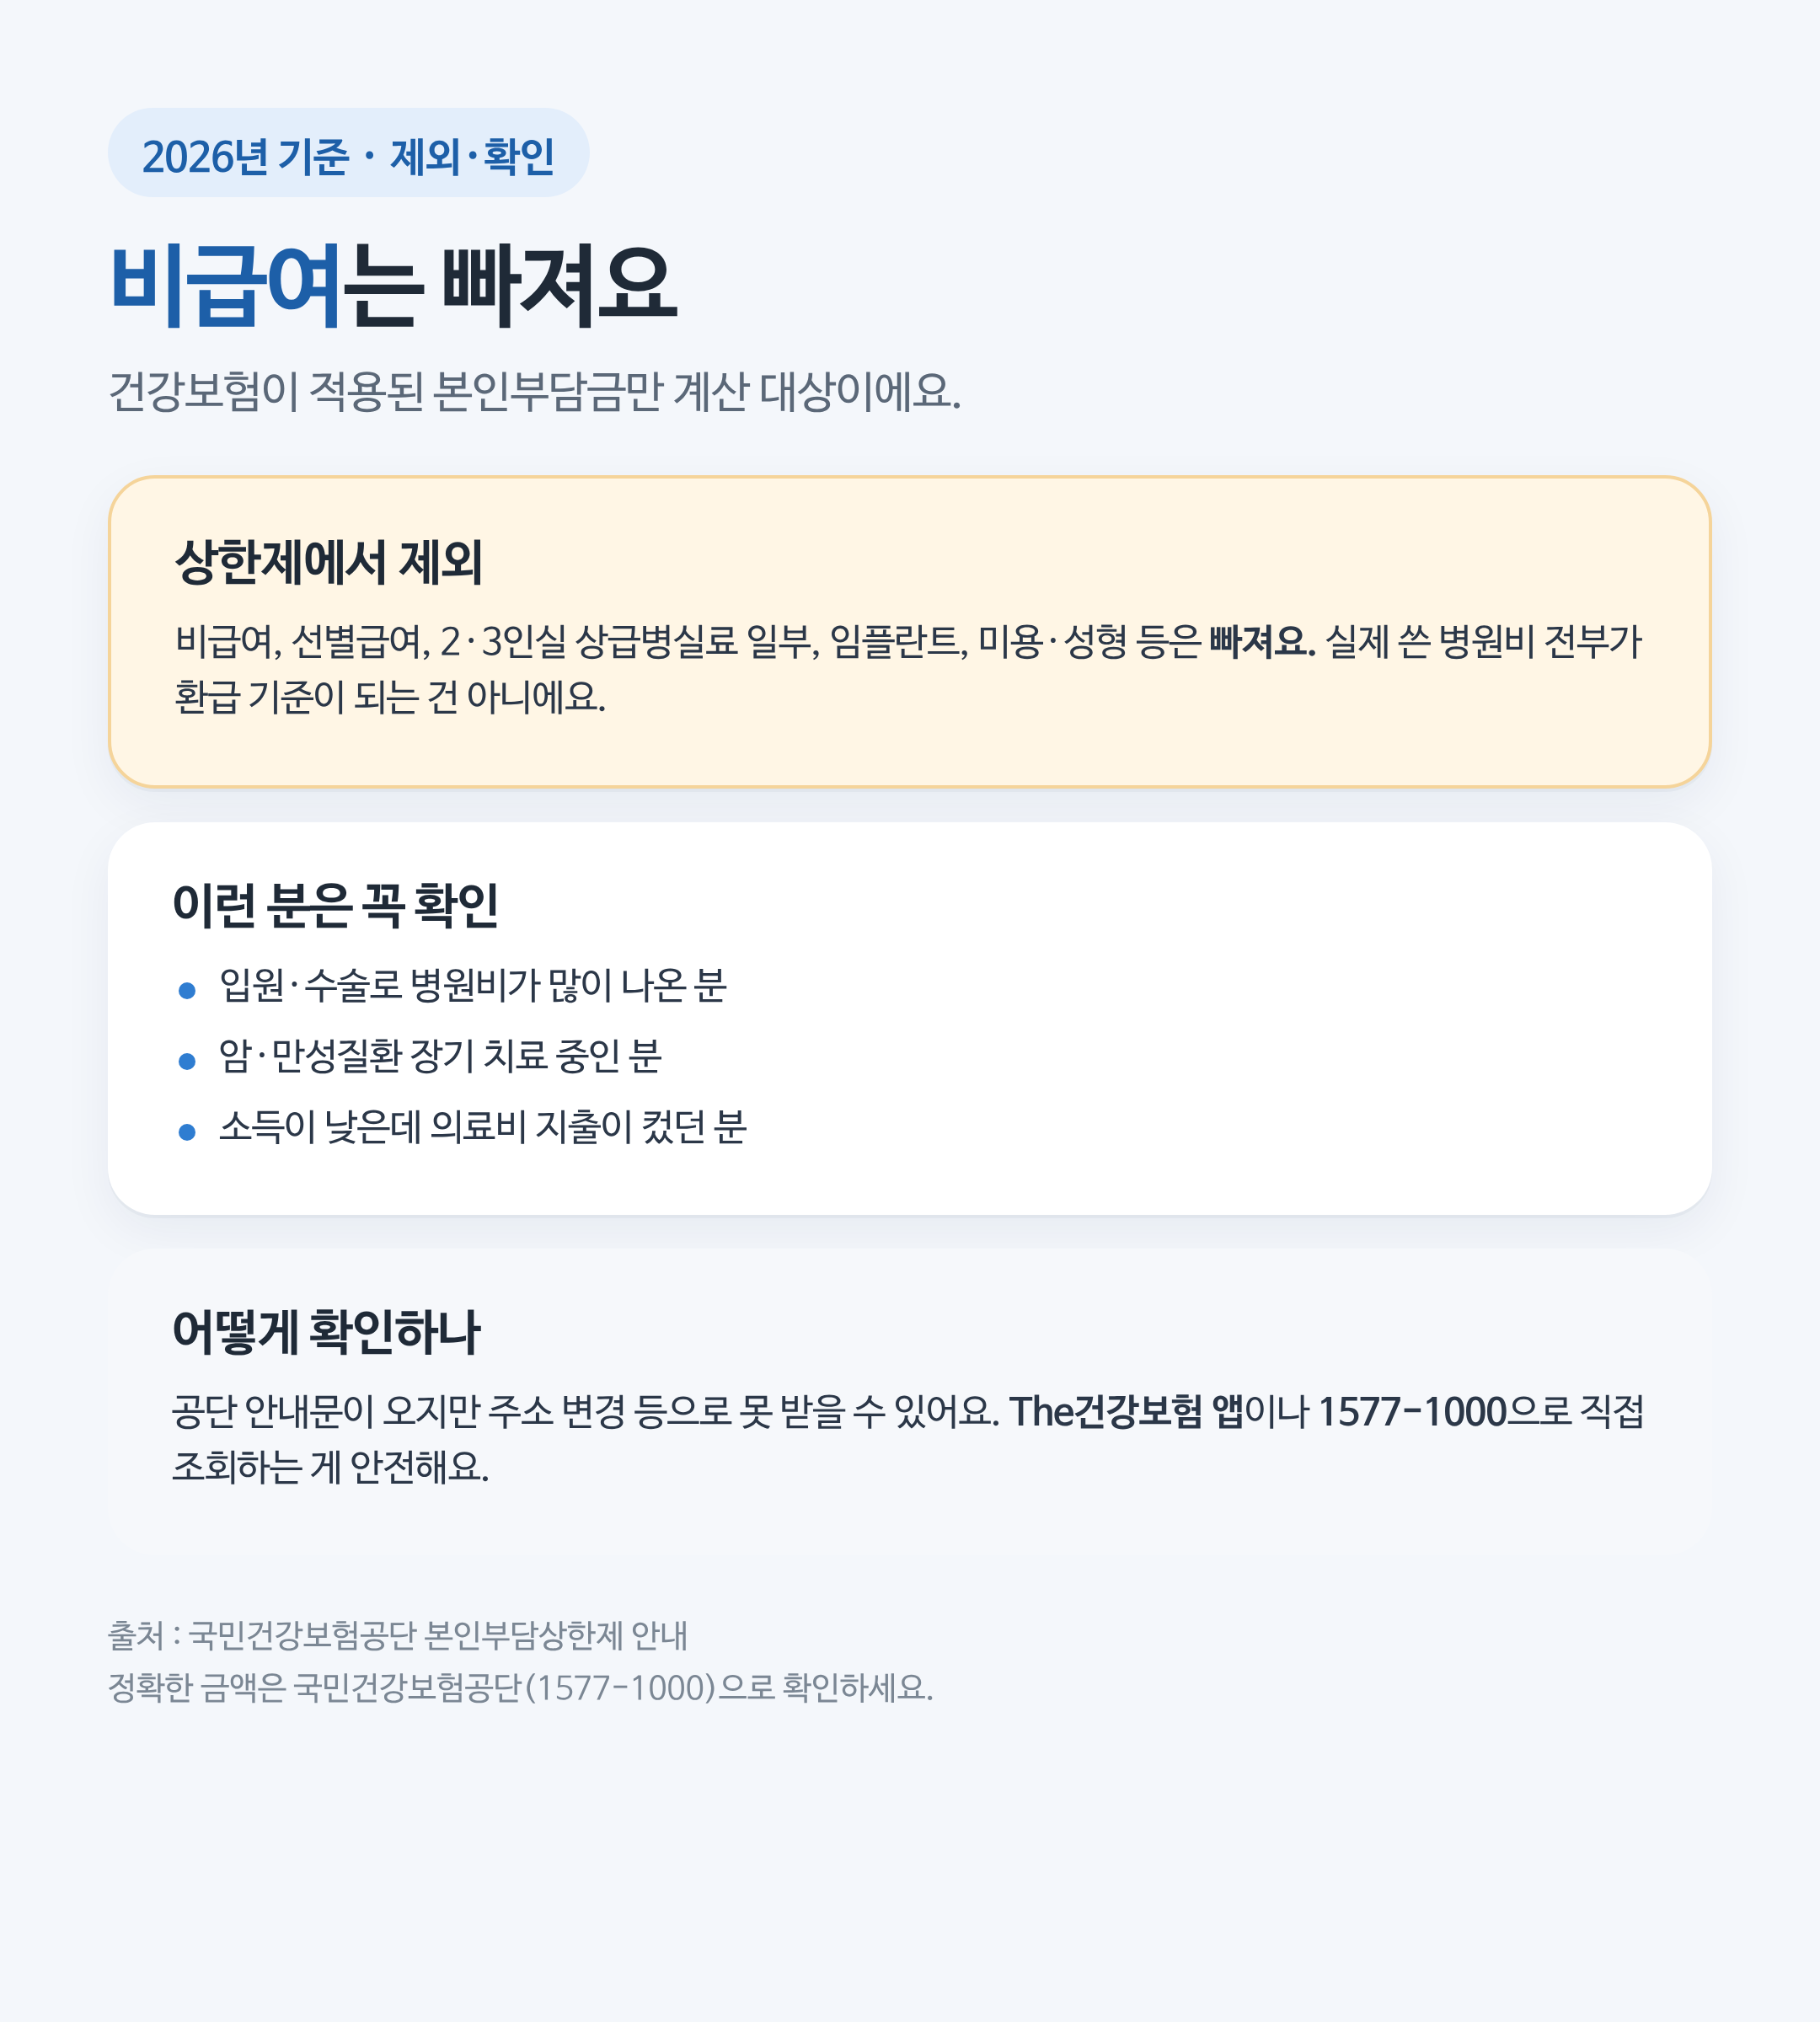 2026년 기준 · 제외·확인
비급여는 빠져요
건강보험이 적용된 본인부담금만 계산 대상이에요.
상한제에서 제외
비급여, 선별급여, 2·3인실 상급병실료 일부, 임플란트, 미용·성형 등은 빠져요. 실제 쓴 병원비 전부가
환급 기준이 되는 건 아니에요.
이런 분은 꼭 확인
입원·수술로 병원비가 많이 나온 분
암·만성질환 장기 치료 중인 분
소득이 낮은데 의료비 지출이 컸던 분
어떻게 확인하나
공단 안내문이 오지만 주소 변경 등으로 못 받을 수 있어요. The건강보험 앱이나 1577-1000으로 직접
조회하는 게 안전해요.
출처 : 국민건강보험공단 본인부담상한제 안내
정확한 금액은 국민건강보험공단(1577-1000)으로 확인하세요.